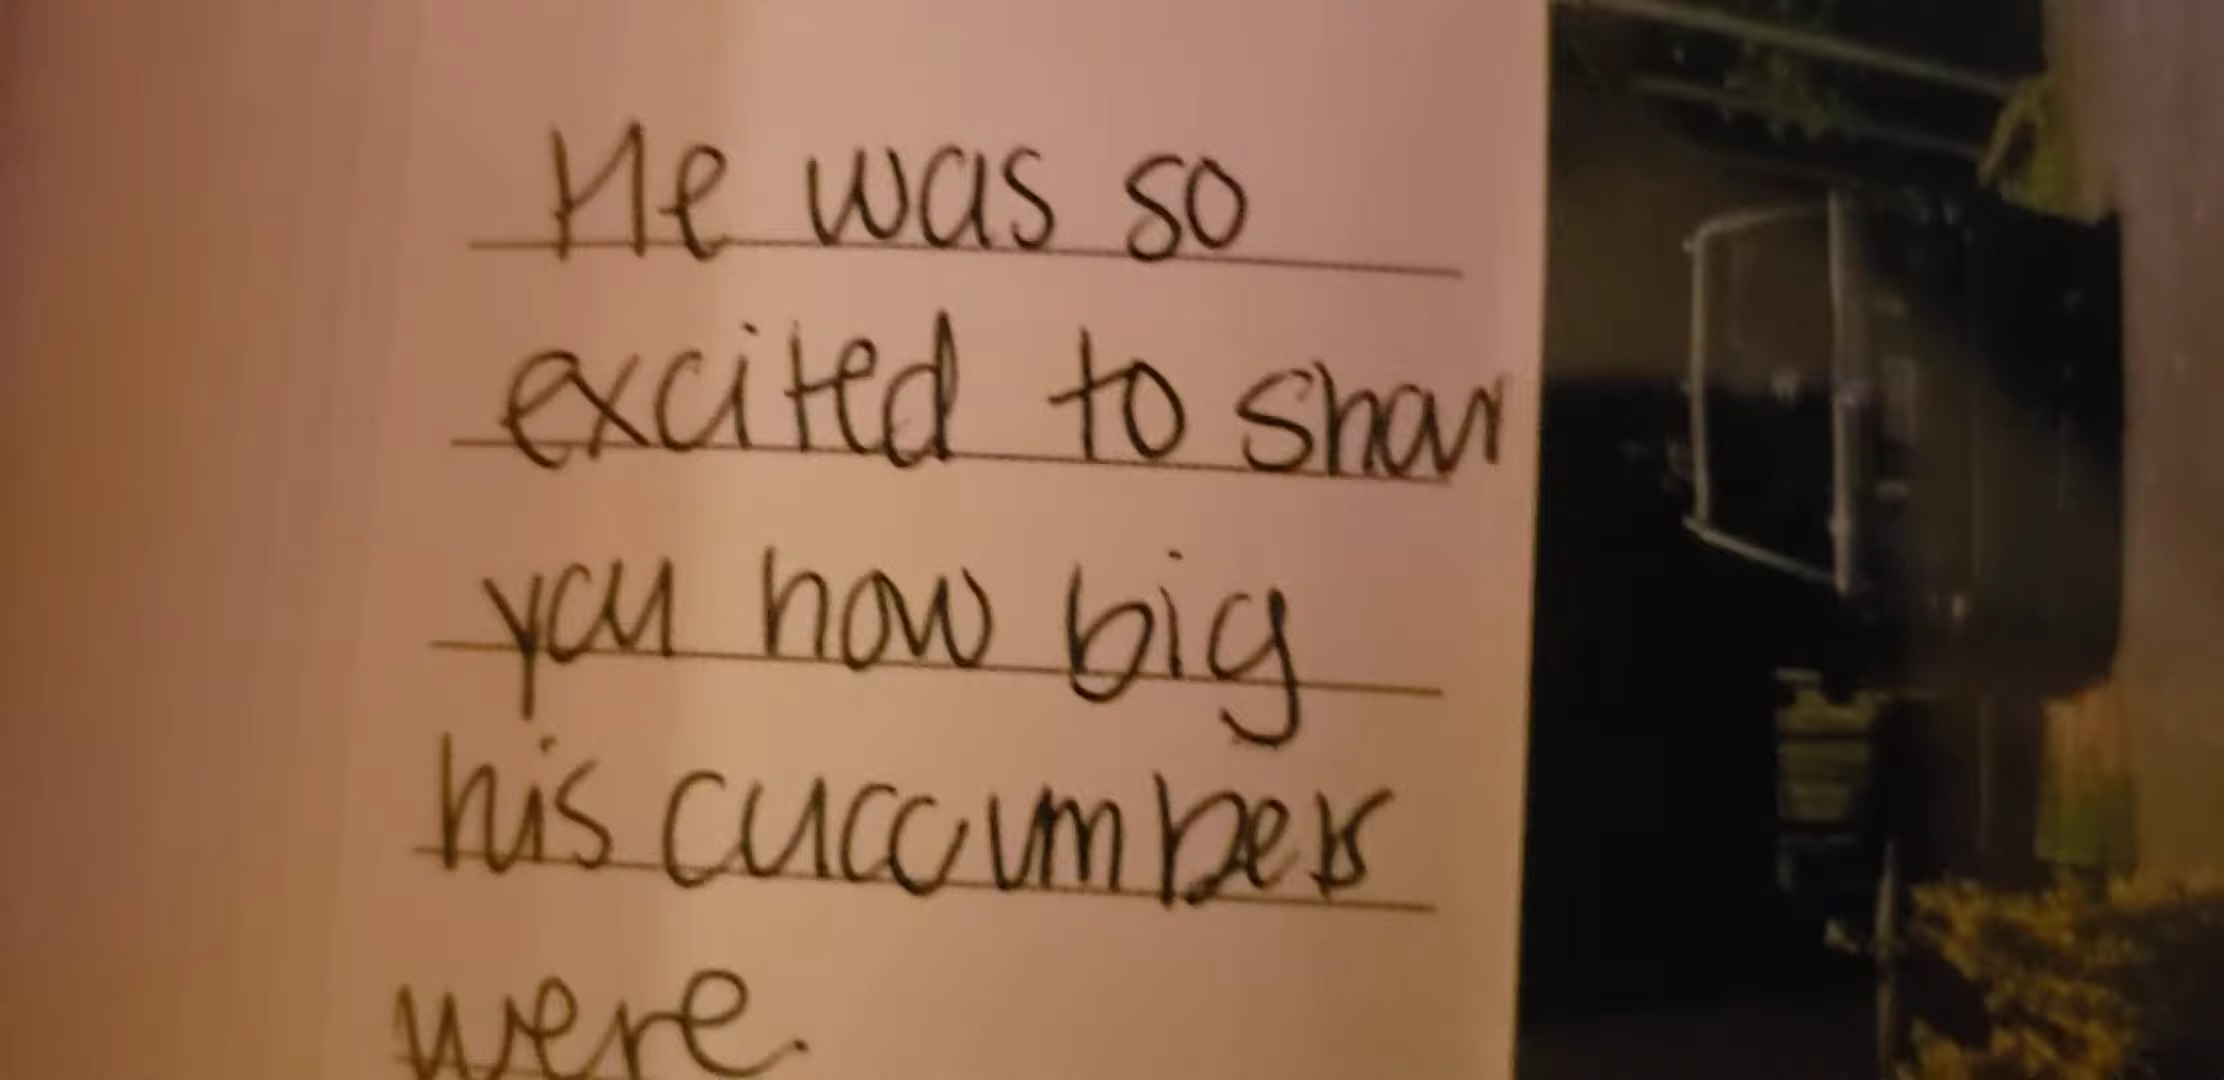 He was so
excited to show
you how big
his cuccumbers
were.